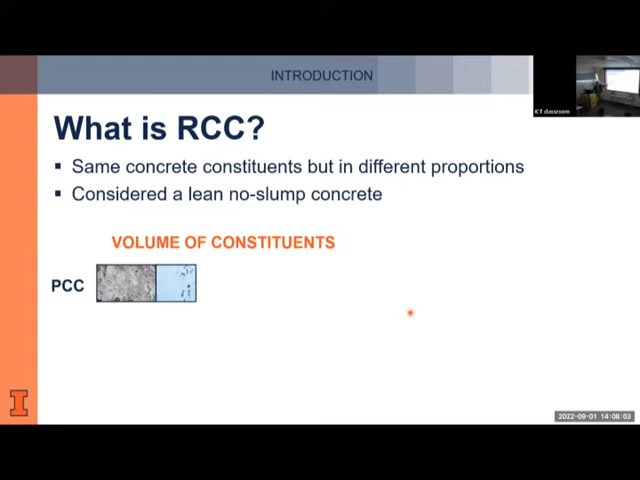 INTRODUCTION
ICT classroom
What is RCC?
▪ Same concrete constituents but in different proportions
▪ Considered a lean no-slump concrete
VOLUME OF CONSTITUENTS
PCC
I
2022-09-01 14:08:03